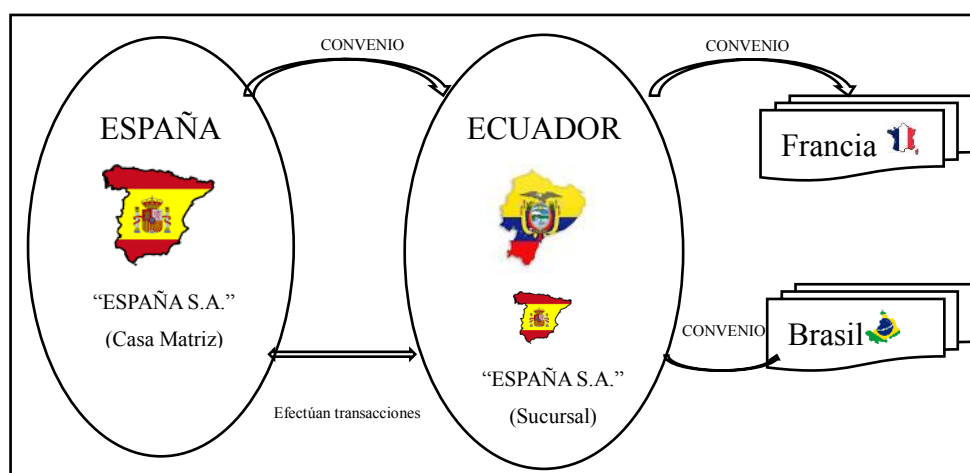 CONVENIO
CONVENIO
ESPAÑA
ECUADOR
Francia
“ESPAÑA S.A.”
(Casa Matriz)
CONVENIO
Brasil
“ESPAÑA S.A.”
(Sucursal)
Efectúan transacciones